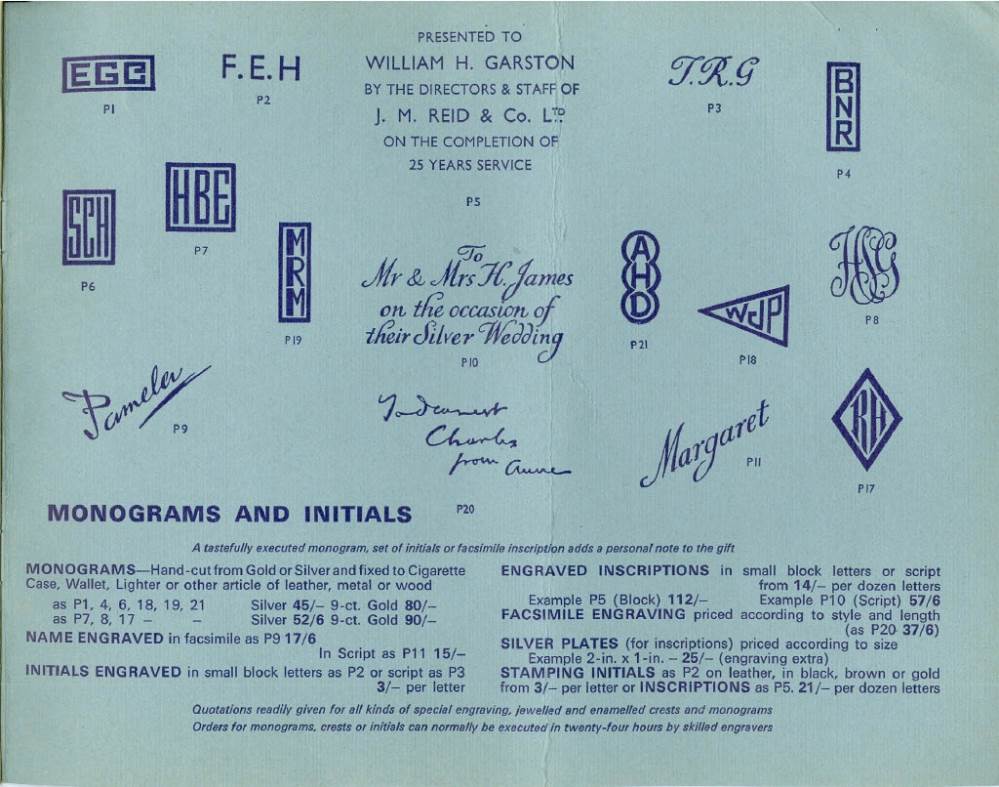 EGC
P1
F.E.H
P2
PRESENTED TO
WILLIAM H. GARSTON
BY THE DIRECTORS & STAFF OF
J. M. REID & Co. LTD.
ON THE COMPLETION OF
25 YEARS SERVICE
P5
T.R.G
P3
BNR
P4
SCH
P6
HBE
P7
MRM
P19
To
Mr & Mrs H. James
on the occasion of
their Silver Wedding
P10
AHD
P21
WJP
P18
HSG
P8
Pamela
P9
To dearest
Charles
from Anne
P20
Margaret
P11
RH
P17
MONOGRAMS AND INITIALS
A tastefully executed monogram, set of initials or facsimile inscription adds a personal note to the gift
MONOGRAMS—Hand-cut from Gold or Silver and fixed to Cigarette
Case, Wallet, Lighter or other article of leather, metal or wood
as P1, 4, 6, 18, 19, 21 Silver 45/– 9-ct. Gold 80/–
as P7, 8, 17 – – Silver 52/6 9-ct. Gold 90/–
NAME ENGRAVED in facsimile as P9 17/6
In Script as P11 15/–
INITIALS ENGRAVED in small block letters as P2 or script as P3
3/– per letter
ENGRAVED INSCRIPTIONS in small block letters or script
from 14/– per dozen letters
Example P5 (Block) 112/– Example P10 (Script) 57/6
FACSIMILE ENGRAVING priced according to style and length
(as P20 37/6)
SILVER PLATES (for inscriptions) priced according to size
Example 2-in. x 1-in. – 25/– (engraving extra)
STAMPING INITIALS as P2 on leather, in black, brown or gold
from 3/– per letter or INSCRIPTIONS as P5. 21/– per dozen letters
Quotations readily given for all kinds of special engraving, jewelled and enamelled crests and monograms
Orders for monograms, crests or initials can normally be executed in twenty-four hours by skilled engravers